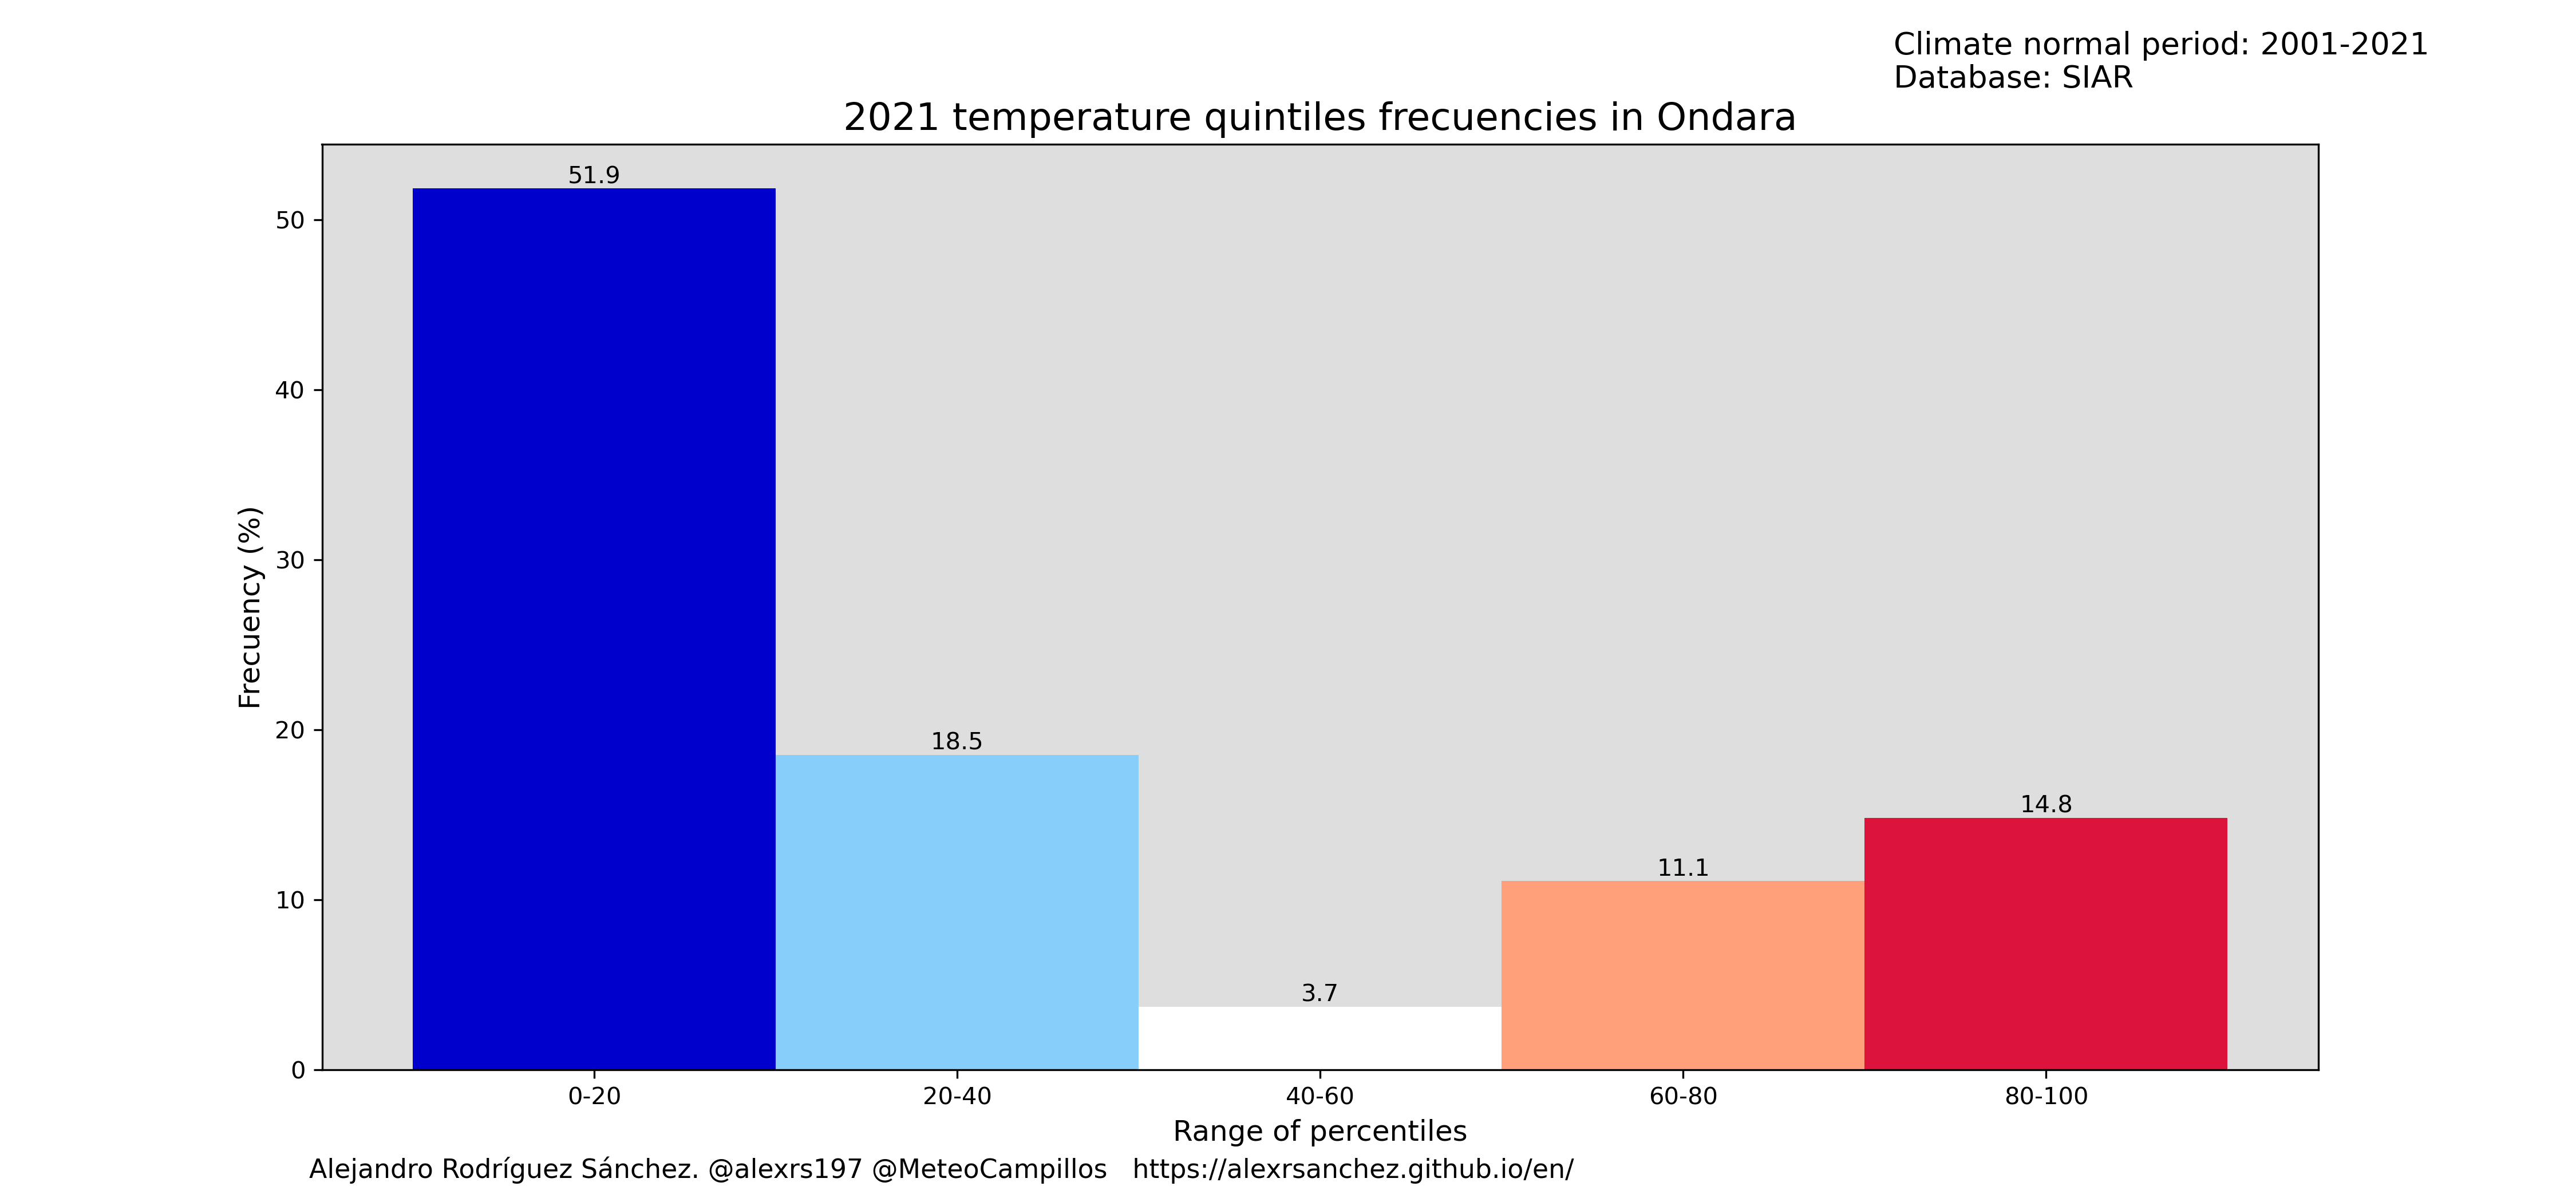 Climate normal period: 2001-2021
Database: SIAR
2021 temperature quintiles frecuencies in Ondara
51.9
50
40
Frecuency (%)
30
20
18.5
14.8
11.1
10
3.7
0
0-20 20-40 40-60 60-80 80-100
Range of percentiles
Alejandro Rodríguez Sánchez. @alexrs197 @MeteoCampillos https://alexrsanchez.github.io/en/